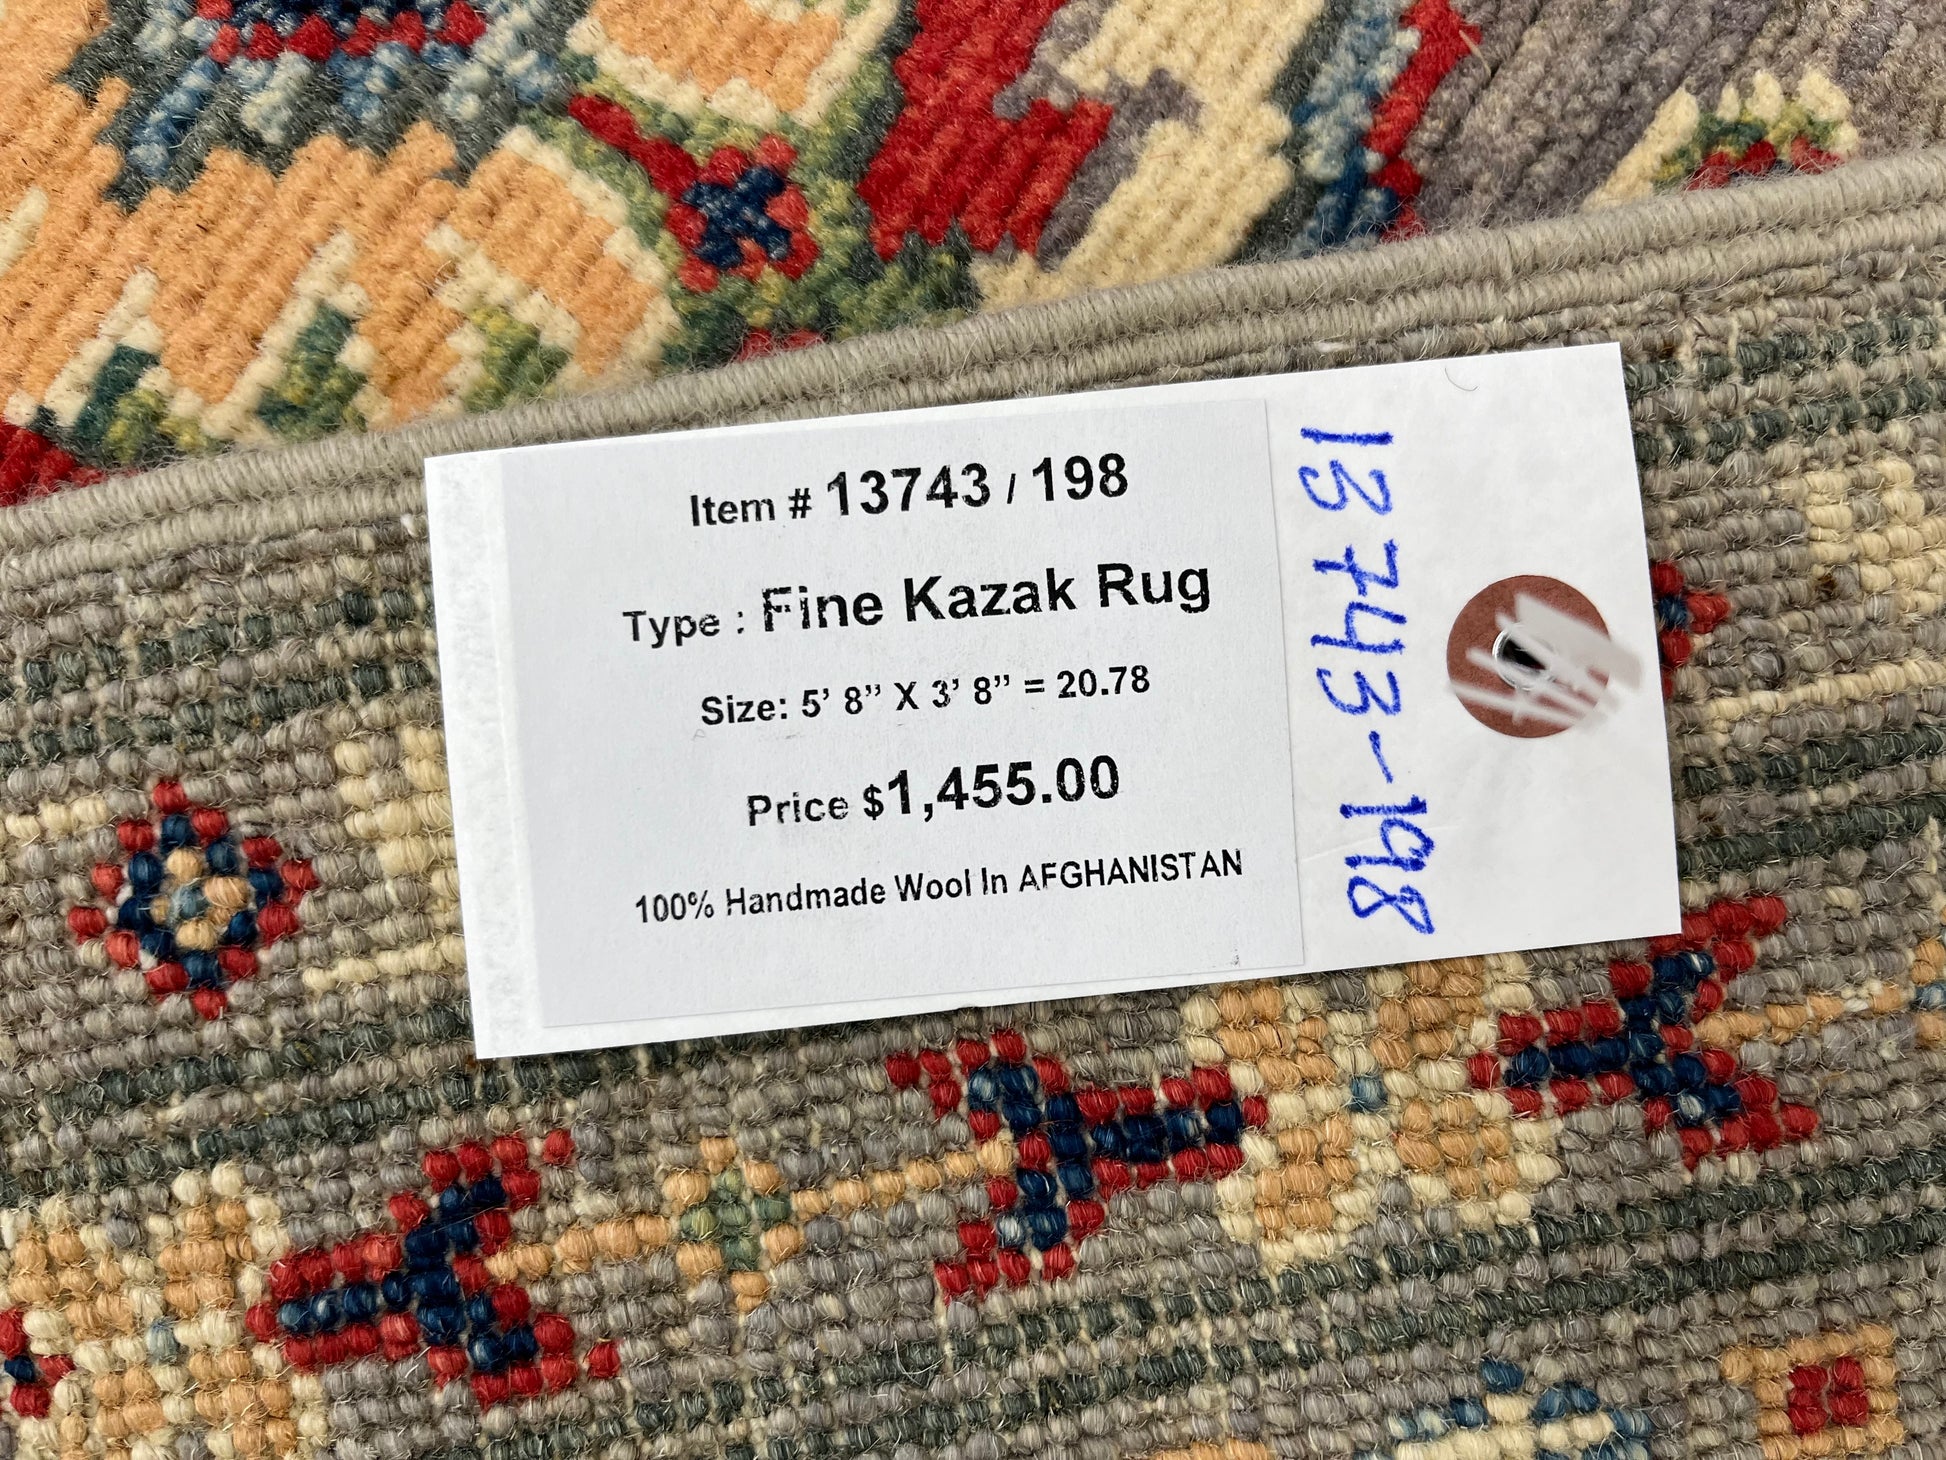 Item # 13743 / 198
Type : Fine Kazak Rug
Size: 5’ 8” X 3’ 8” = 20.78
Price $1,455.00
100% Handmade Wool In AFGHANISTAN
13743-198